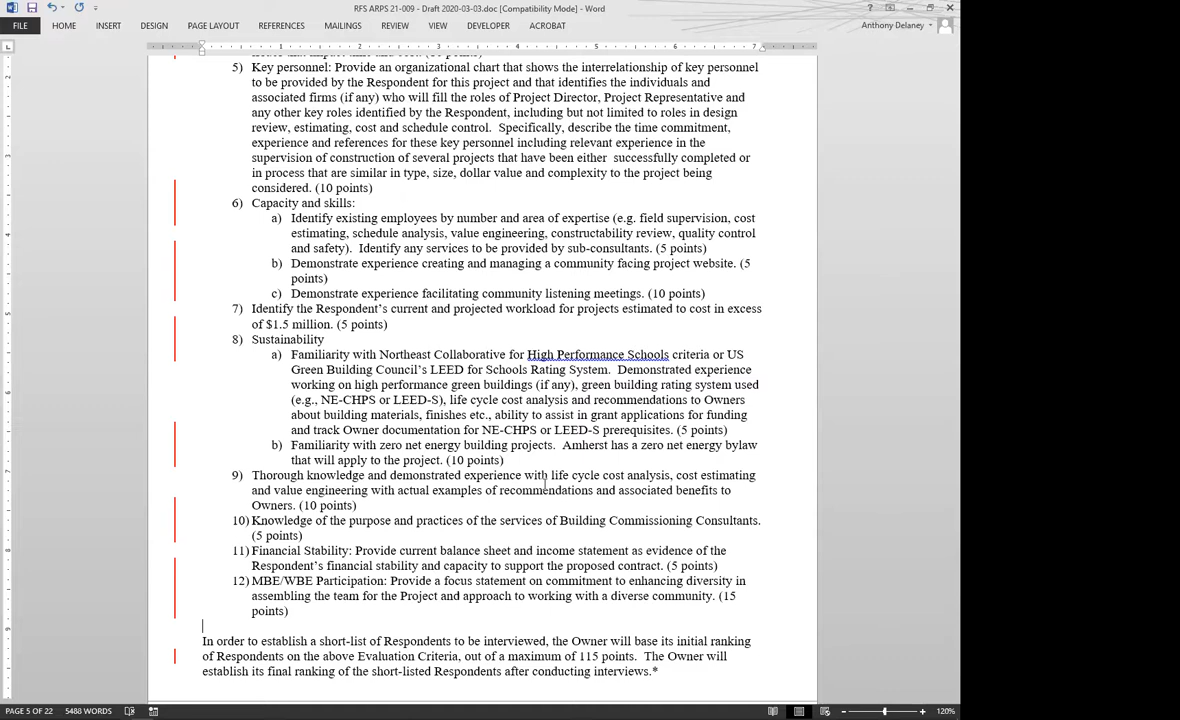 RFS ARPS 21-009 - Draft 2020-03-03.doc [Compatibility Mode] - Word
FILE HOME INSERT DESIGN PAGE LAYOUT REFERENCES MAILINGS REVIEW VIEW DEVELOPER ACROBAT Anthony Delaney
1 2 3 4 5 6 7
5) Key personnel: Provide an organizational chart that shows the interrelationship of key personnel
to be provided by the Respondent for this project and that identifies the individuals and
associated firms (if any) who will fill the roles of Project Director, Project Representative and
any other key roles identified by the Respondent, including but not limited to roles in design
review, estimating, cost and schedule control. Specifically, describe the time commitment,
experience and references for these key personnel including relevant experience in the
supervision of construction of several projects that have been either successfully completed or
in process that are similar in type, size, dollar value and complexity to the project being
considered. (10 points)
6) Capacity and skills:
a) Identify existing employees by number and area of expertise (e.g. field supervision, cost
estimating, schedule analysis, value engineering, constructability review, quality control
and safety). Identify any services to be provided by sub-consultants. (5 points)
b) Demonstrate experience creating and managing a community facing project website. (5
points)
c) Demonstrate experience facilitating community listening meetings. (10 points)
7) Identify the Respondent's current and projected workload for projects estimated to cost in excess
of $1.5 million. (5 points)
8) Sustainability
a) Familiarity with Northeast Collaborative for High Performance Schools criteria or US
Green Building Council's LEED for Schools Rating System. Demonstrated experience
working on high performance green buildings (if any), green building rating system used
(e.g., NE-CHPS or LEED-S), life cycle cost analysis and recommendations to Owners
about building materials, finishes etc., ability to assist in grant applications for funding
and track Owner documentation for NE-CHPS or LEED-S prerequisites. (5 points)
b) Familiarity with zero net energy building projects. Amherst has a zero net energy bylaw
that will apply to the project. (10 points)
9) Thorough knowledge and demonstrated experience with life cycle cost analysis, cost estimating
and value engineering with actual examples of recommendations and associated benefits to
Owners. (10 points)
10) Knowledge of the purpose and practices of the services of Building Commissioning Consultants.
(5 points)
11) Financial Stability: Provide current balance sheet and income statement as evidence of the
Respondent's financial stability and capacity to support the proposed contract. (5 points)
12) MBE/WBE Participation: Provide a focus statement on commitment to enhancing diversity in
assembling the team for the Project and approach to working with a diverse community. (15
points)
In order to establish a short-list of Respondents to be interviewed, the Owner will base its initial ranking
of Respondents on the above Evaluation Criteria, out of a maximum of 115 points. The Owner will
establish its final ranking of the short-listed Respondents after conducting interviews.*
PAGE 5 OF 22 5488 WORDS 120%